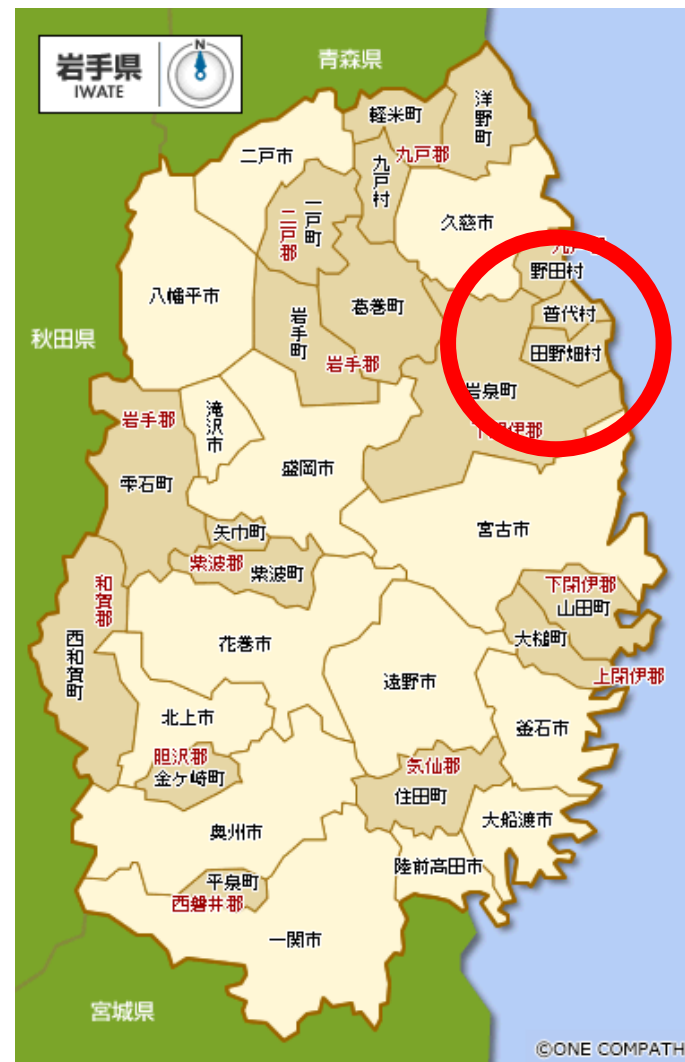 岩手県
IWATE
N
青森県
洋野町
軽米町
九戸郡
二戸市
九戸村
一戸町
二戸郡
久慈市
野田村
八幡平市
葛巻町
普代村
岩手町
秋田県
田野畑村
岩手郡
岩泉町
岩手郡
滝沢市
下閉伊郡
盛岡市
雫石町
宮古市
矢巾町
紫波郡
紫波町
和賀郡
下閉伊郡
山田町
西和賀町
花巻市
大槌町
遠野市
上閉伊郡
北上市
釜石市
胆沢郡
金ヶ崎町
気仙郡
住田町
大船渡市
奥州市
陸前高田市
平泉町
西磐井郡
一関市
宮城県
©ONE COMPATH